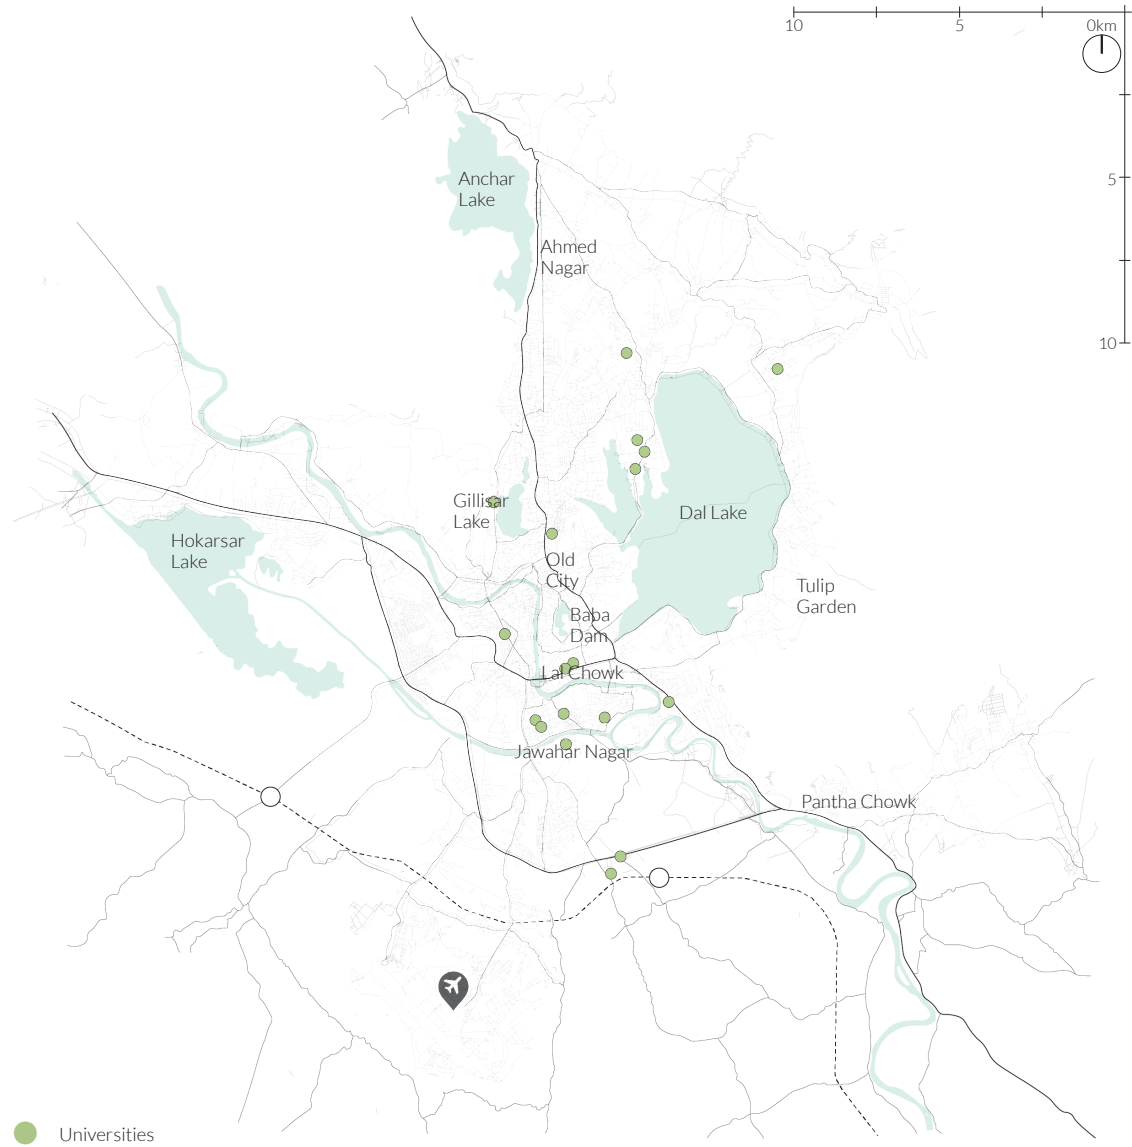 10
5
0km
5
10
Anchar
Lake
Ahmed
Nagar
Gillisar
Lake
Dal Lake
Hokarsar
Lake
Old
City
Tulip
Garden
Baba
Dam
Lal Chowk
Jawahar Nagar
Pantha Chowk
Universities